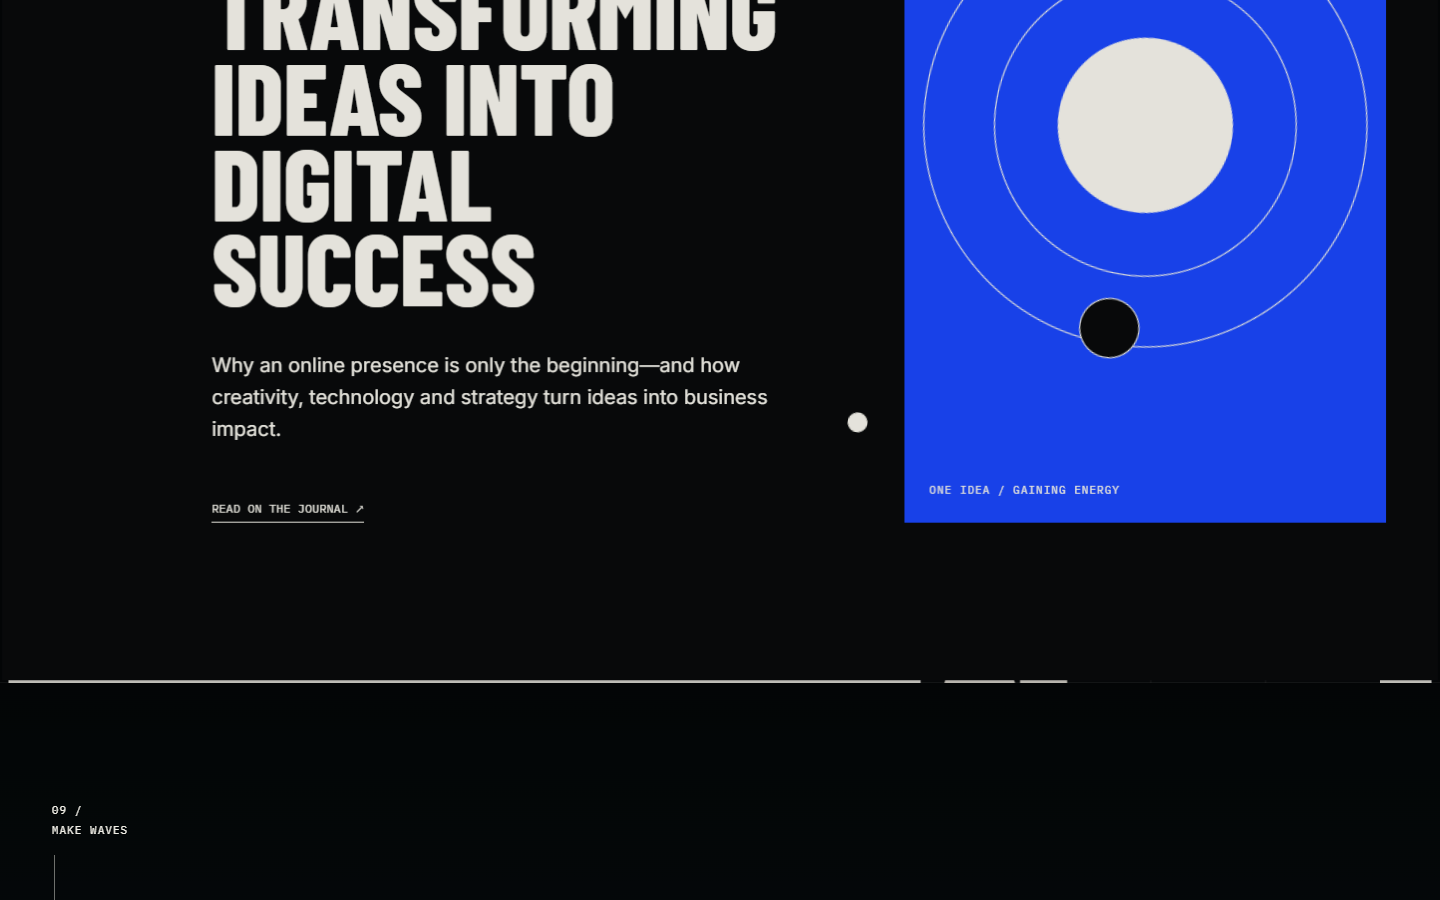 TRANSFORMING
IDEAS INTO
DIGITAL
SUCCESS
Why an online presence is only the beginning—and how
creativity, technology and strategy turn ideas into business
impact.
READ ON THE JOURNAL ↗
ONE IDEA / GAINING ENERGY
09 /
MAKE WAVES